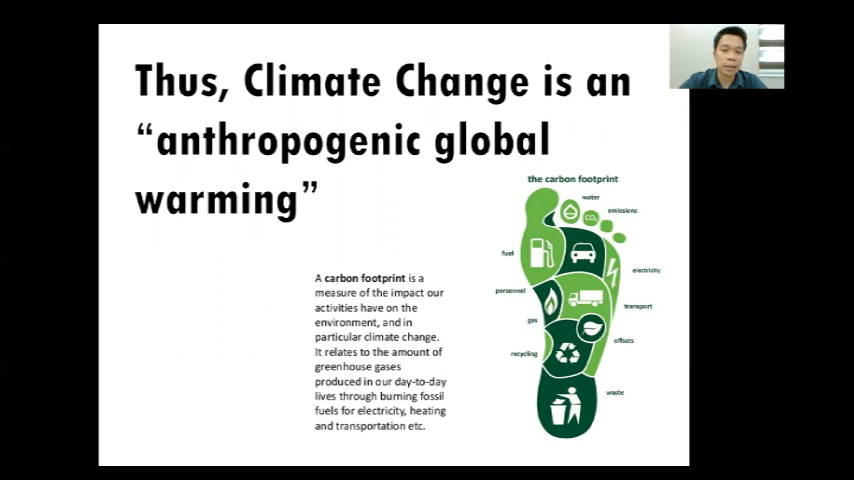 Thus, Climate Change is an
“anthropogenic global
warming”
the carbon footprint
water
emissions
CO₂
fuel
electricity
personnel
transport
gas
offsets
recycling
waste
A carbon footprint is a
measure of the impact our
activities have on the
environment, and in
particular climate change.
It relates to the amount of
greenhouse gases
produced in our day-to-day
lives through burning fossil
fuels for electricity, heating
and transportation etc.